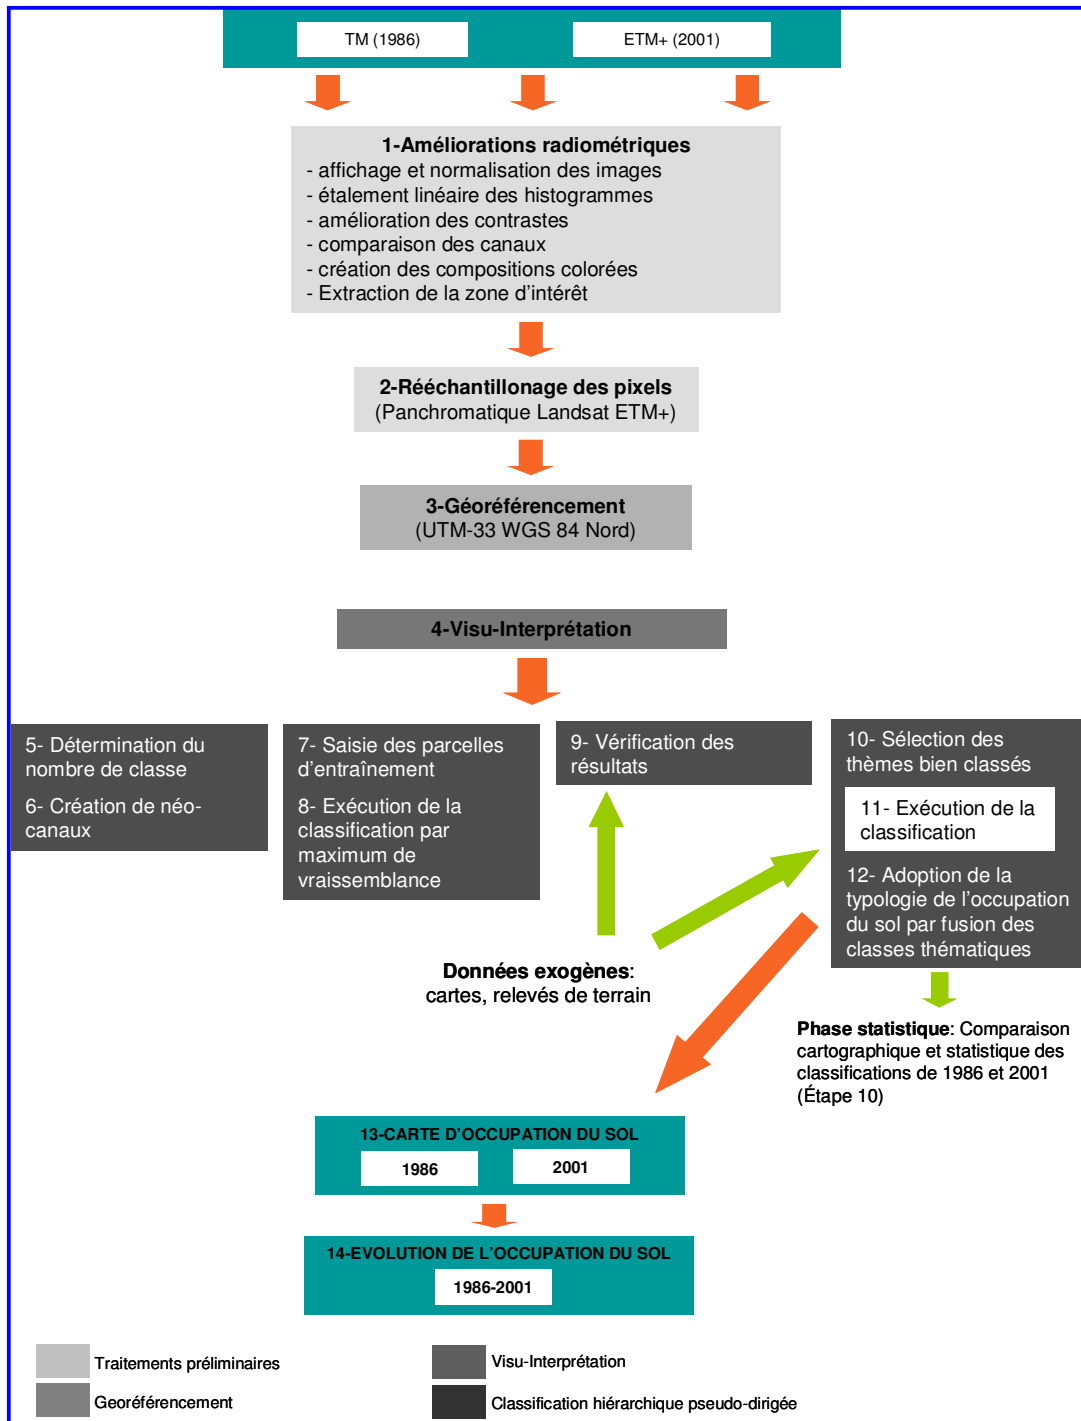 TM (1986)
ETM+ (2001)
1-Améliorations radiométriques
- affichage et normalisation des images
- étalement linéaire des histogrammes
- amélioration des contrastes
- comparaison des canaux
- création des compositions colorées
- Extraction de la zone d'intérêt
2-Rééchantillonage des pixels
(Panchromatique Landsat ETM+)
3-Géoréférencement
(UTM-33 WGS 84 Nord)
4-Visu-Interprétation
5- Détermination du
nombre de classe
6- Création de néo-
canaux
7- Saisie des parcelles
d'entraînement
8- Exécution de la
classification par
maximum de
vraissemblance
9- Vérification des
résultats
10- Sélection des
thèmes bien classés
11- Exécution de la
classification
12- Adoption de la
typologie de l'occupation
du sol par fusion des
classes thématiques
Données exogènes:
cartes, relevés de terrain
Phase statistique: Comparaison
cartographique et statistique des
classifications de 1986 et 2001
(Étape 10)
13-CARTE D'OCCUPATION DU SOL
1986
2001
14-EVOLUTION DE L'OCCUPATION DU SOL
1986-2001
Traitements préliminaires
Visu-Interprétation
Georéférencement
Classification hiérarchique pseudo-dirigée